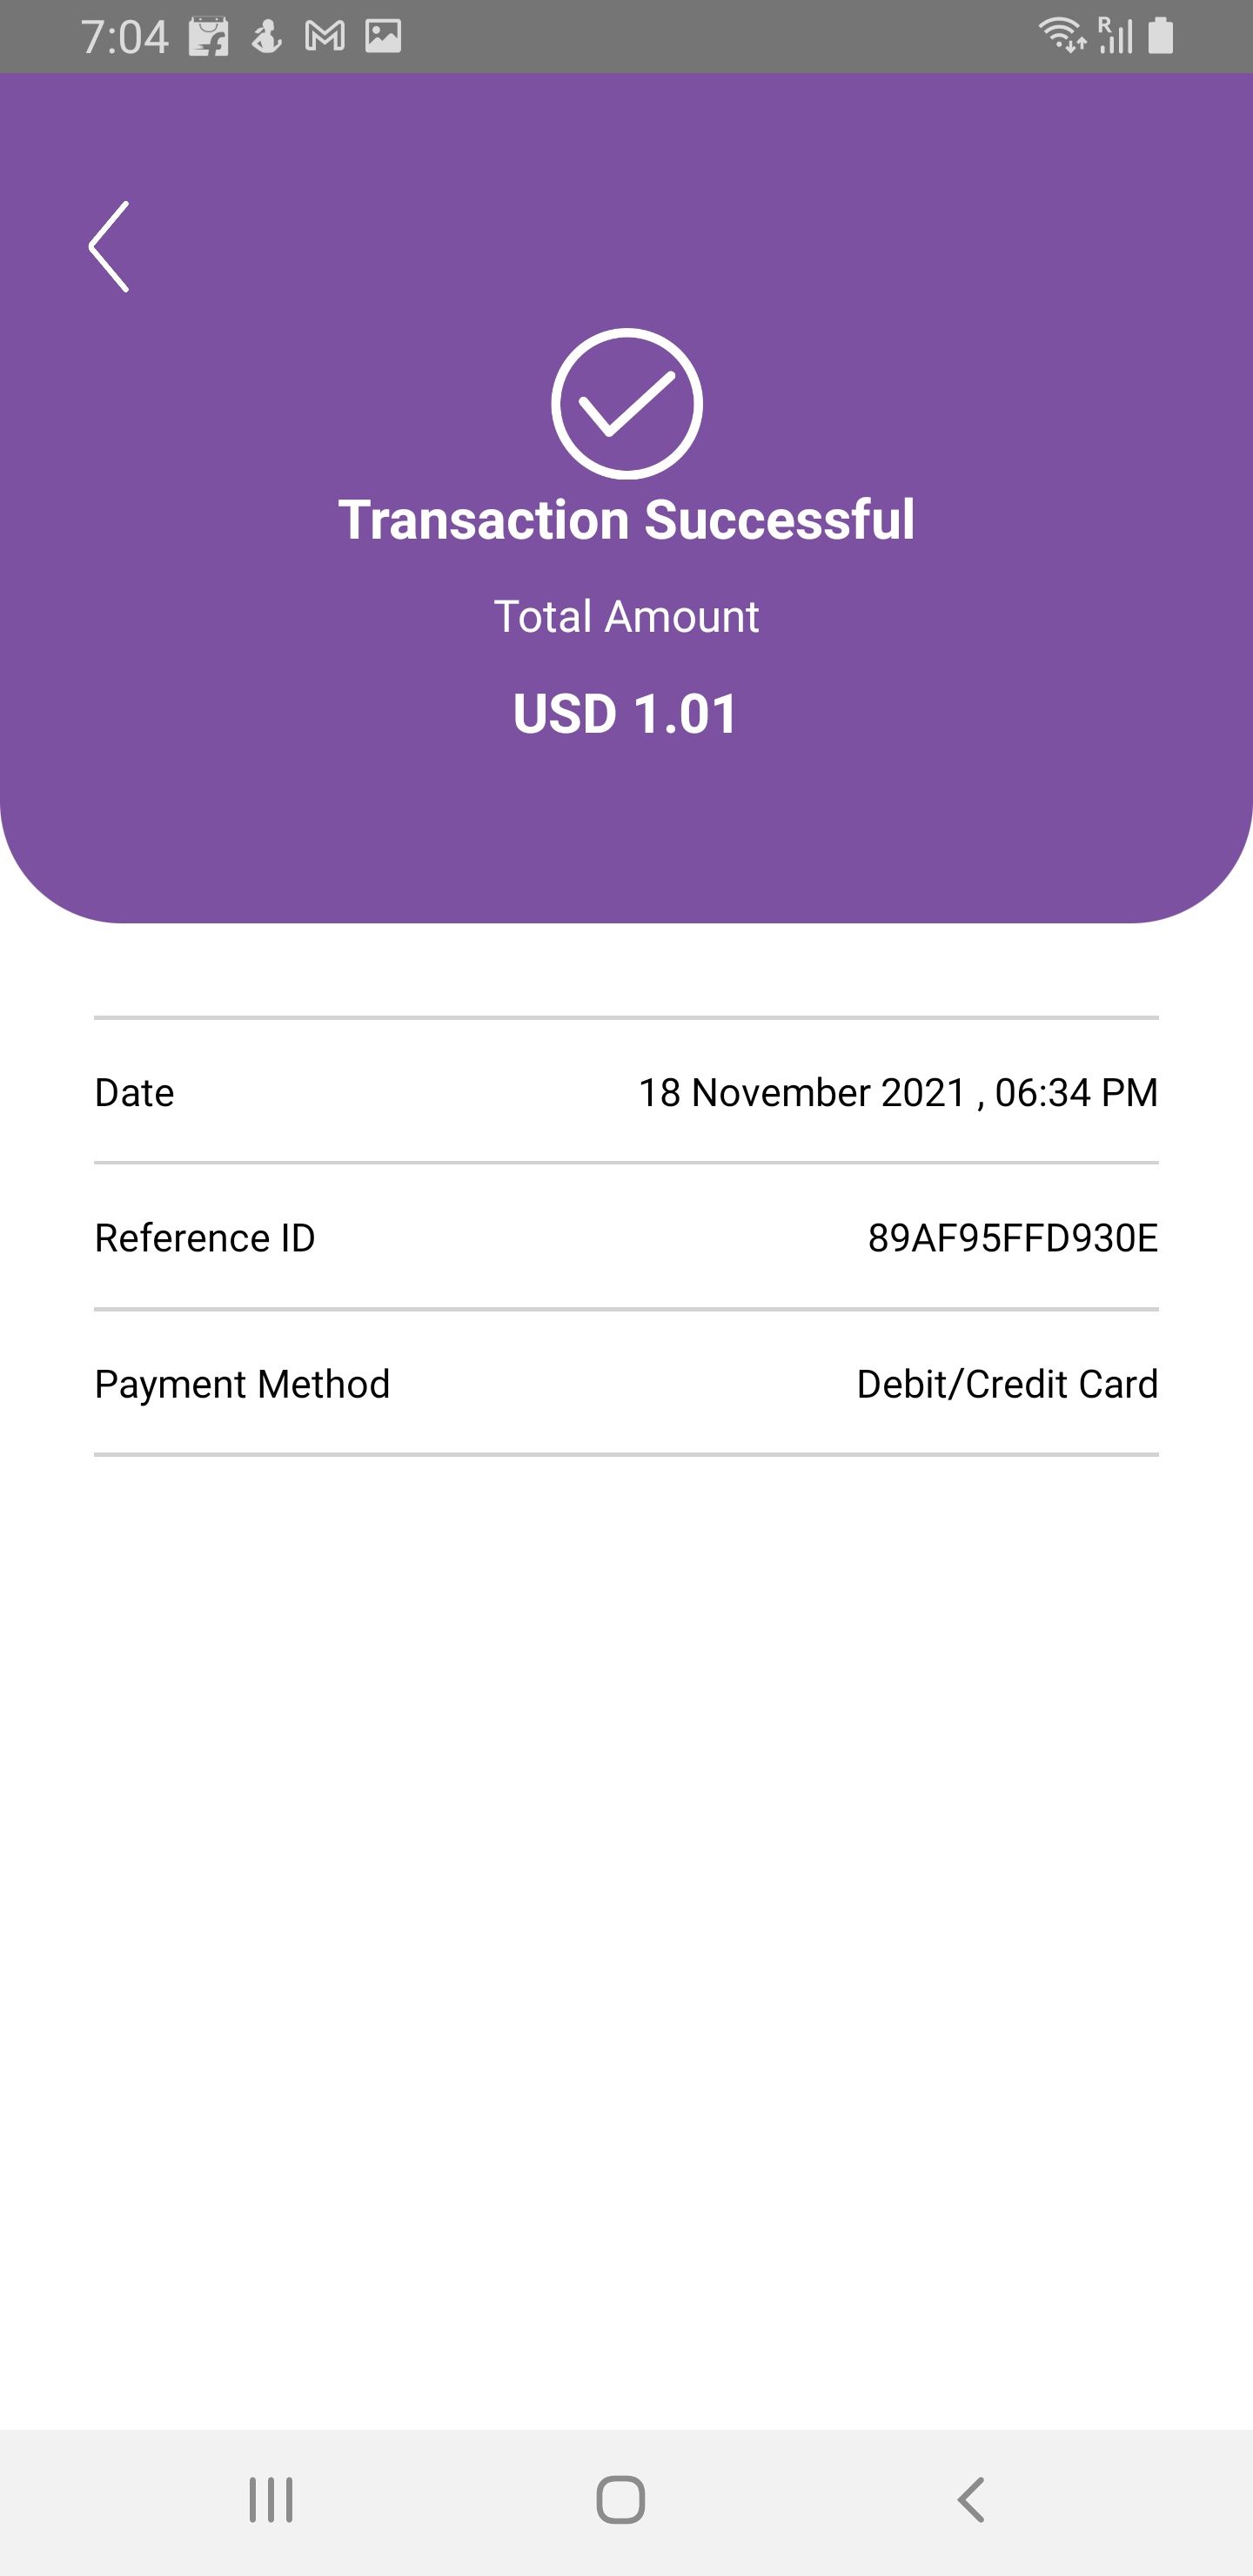 7:04
R
Transaction Successful
Total Amount
USD 1.01
Date 18 November 2021 , 06:34 PM
Reference ID 89AF95FFD930E
Payment Method Debit/Credit Card